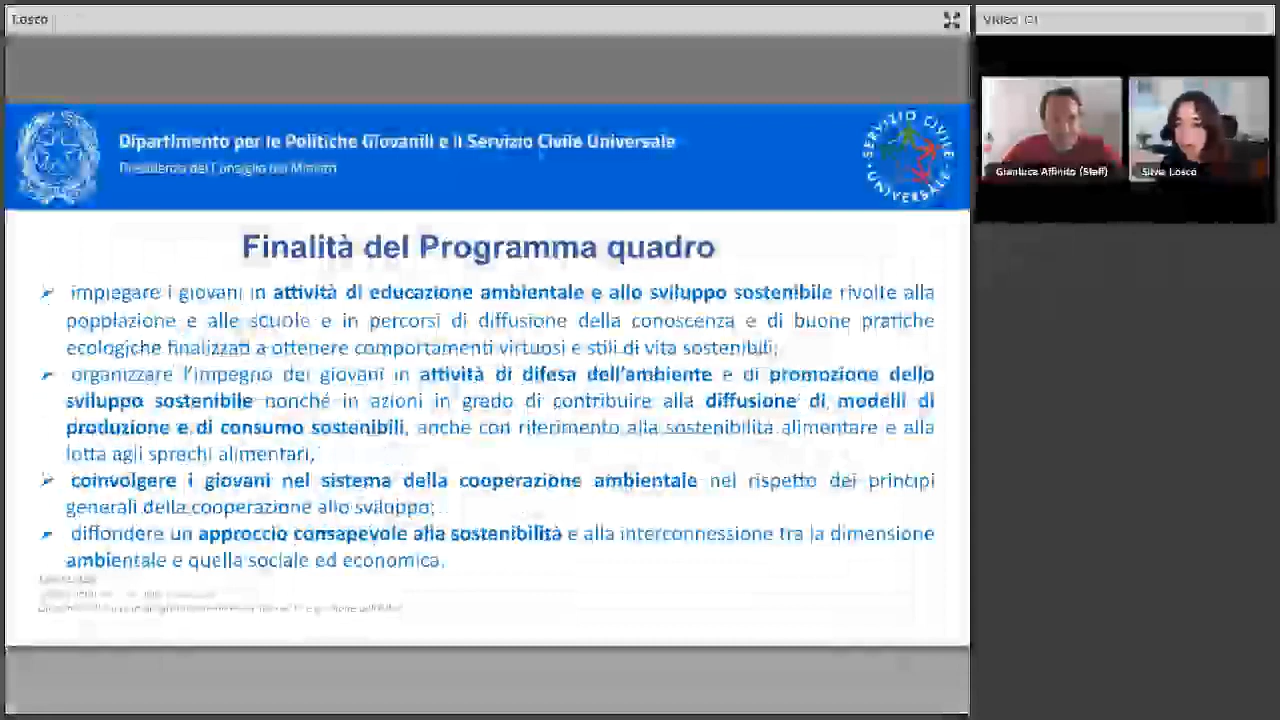 Losco
Video (2)
Dipartimento per le Politiche Giovanili e il Servizio Civile Universale
Presidenza del Consiglio dei Ministri
SERVIZIO CIVILE UNIVERSALE
Gianluca Affinito (Staff)
Silvia Losco
Finalità del Programma quadro
➢ impiegare i giovani in attività di educazione ambientale e allo sviluppo sostenibile rivolte alla
popolazione e alle scuole e in percorsi di diffusione della conoscenza e di buone pratiche
ecologiche finalizzati a ottenere comportamenti virtuosi e stili di vita sostenibili;
➢ organizzare l'impegno dei giovani in attività di difesa dell'ambiente e di promozione dello
sviluppo sostenibile nonché in azioni in grado di contribuire alla diffusione di modelli di
produzione e di consumo sostenibili, anche con riferimento alla sostenibilità alimentare e alla
lotta agli sprechi alimentari;
➢ coinvolgere i giovani nel sistema della cooperazione ambientale nel rispetto dei principi
generali della cooperazione allo sviluppo;
➢ diffondere un approccio consapevole alla sostenibilità e alla interconnessione tra la dimensione
ambientale e quella sociale ed economica.